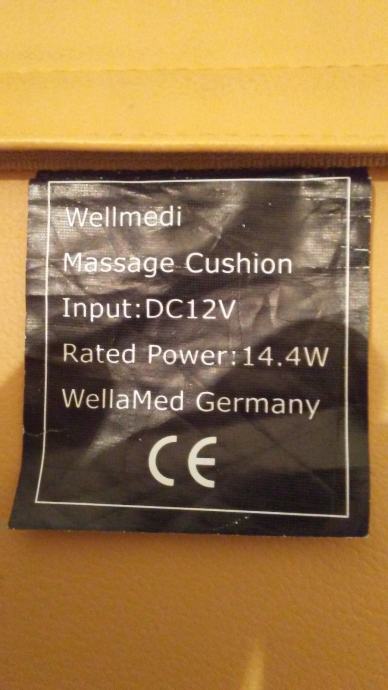 Wellmedi
Massage Cushion
Input:DC12V
Rated Power:14.4W
WellaMed Germany
CE